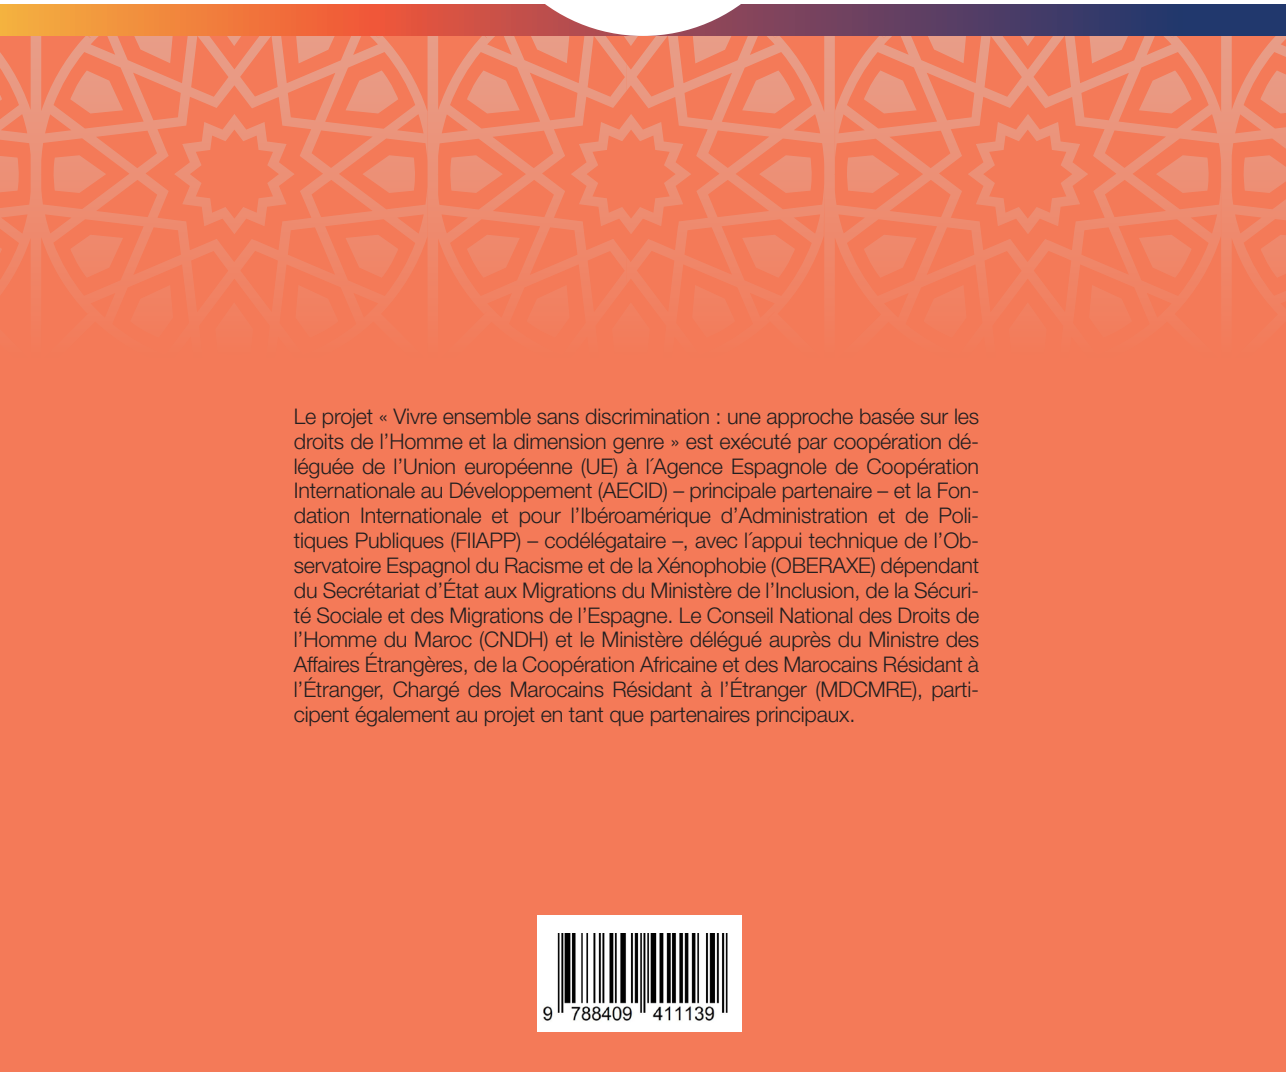 Le projet « Vivre ensemble sans discrimination : une approche basée sur les
droits de l’Homme et la dimension genre » est exécuté par coopération dé-
léguée de l’Union européenne (UE) à l´Agence Espagnole de Coopération
Internationale au Développement (AECID) – principale partenaire – et la Fon-
dation Internationale et pour l’Ibéroamérique d’Administration et de Poli-
tiques Publiques (FIIAPP) – codélégataire –, avec l´appui technique de l’Ob-
servatoire Espagnol du Racisme et de la Xénophobie (OBERAXE) dépendant
du Secrétariat d’État aux Migrations du Ministère de l’Inclusion, de la Sécuri-
té Sociale et des Migrations de l’Espagne. Le Conseil National des Droits de
l’Homme du Maroc (CNDH) et le Ministère délégué auprès du Ministre des
Affaires Étrangères, de la Coopération Africaine et des Marocains Résidant à
l’Étranger, Chargé des Marocains Résidant à l’Étranger (MDCMRE), parti-
cipent également au projet en tant que partenaires principaux.
9 788409 411139